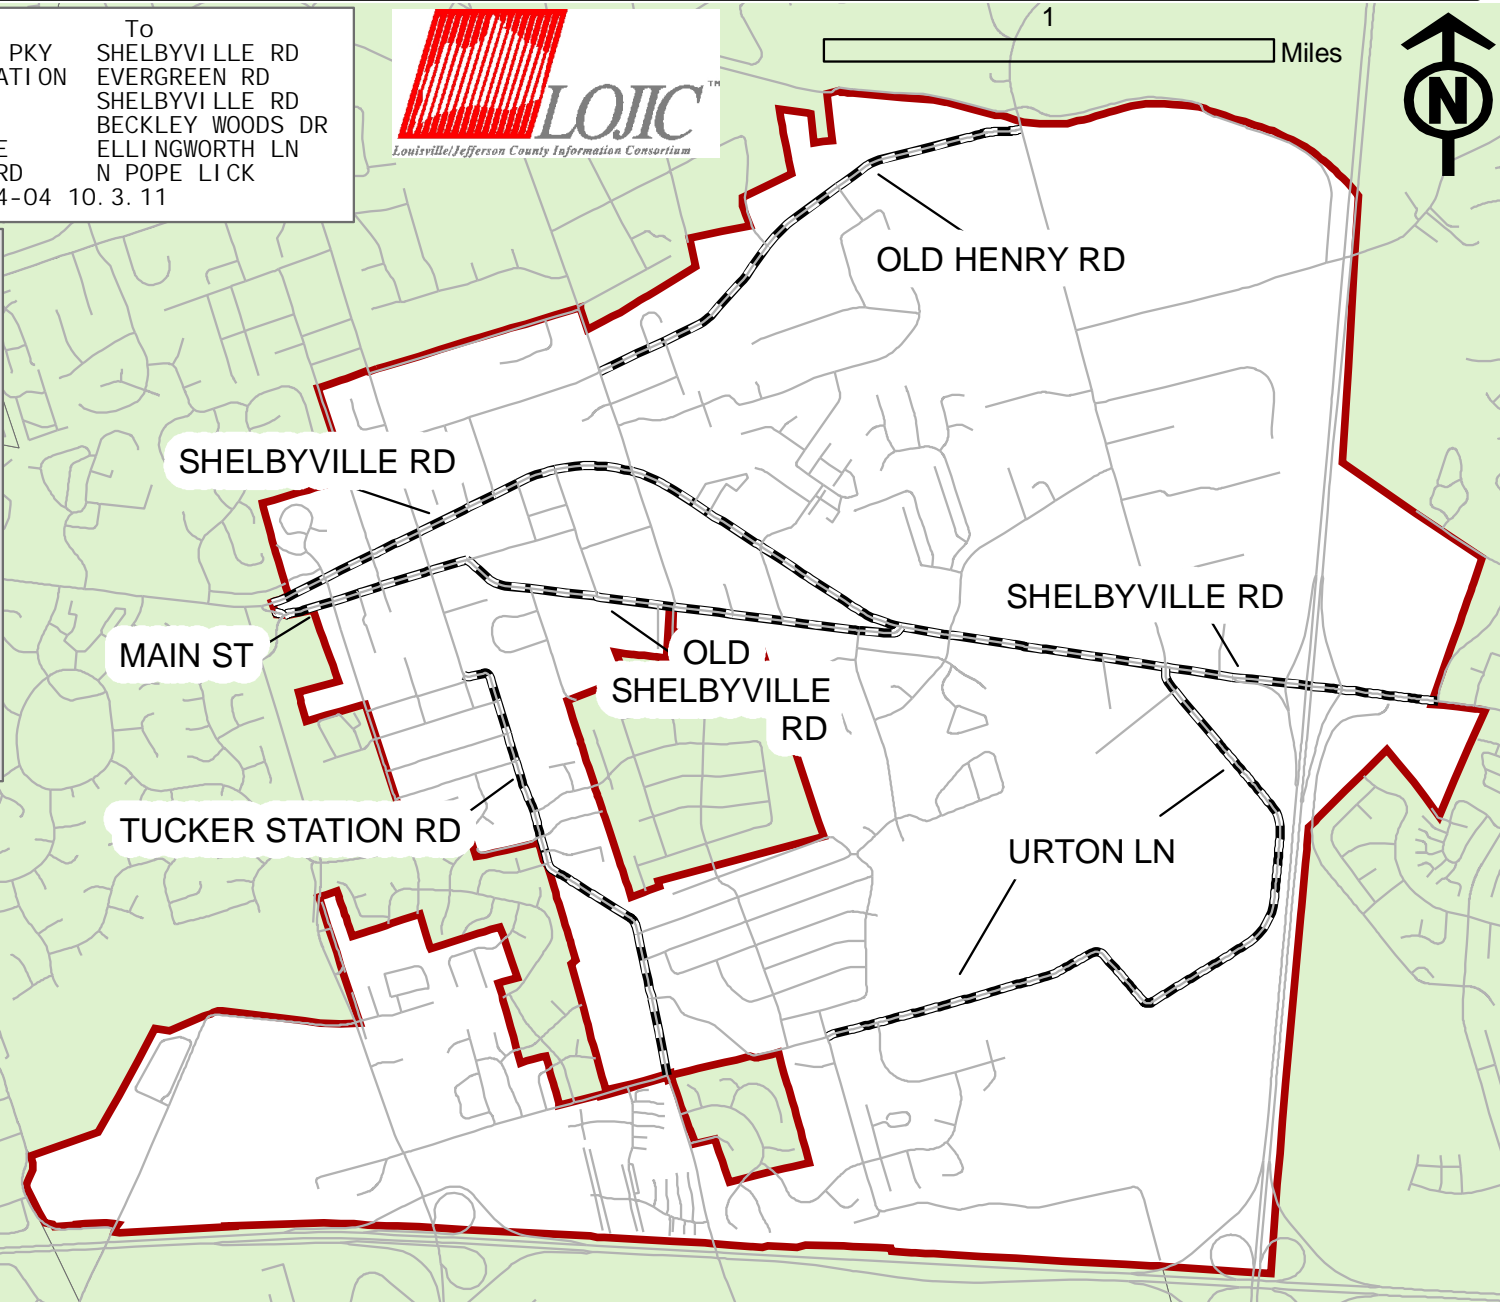 To
PKY SHELBYVILLE RD
ATION EVERGREEN RD
SHELBYVILLE RD
BECKLEY WOODS DR
E ELLINGWORTH LN
RD N POPE LICK
4-04 10.3.11
LOJIC™
Louisville/Jefferson County Information Consortium
1
Miles
N
OLD HENRY RD
SHELBYVILLE RD
SHELBYVILLE RD
MAIN ST
OLD
SHELBYVILLE
RD
TUCKER STATION RD
URTON LN